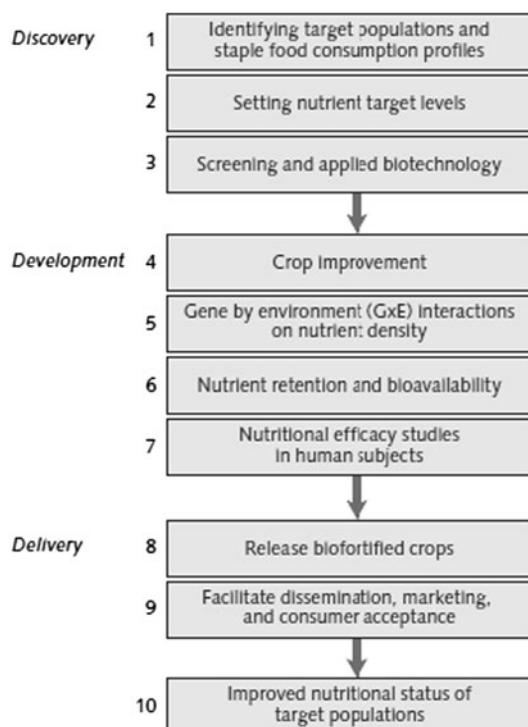 Discovery 1 Identifying target populations and
staple food consumption profiles
2 Setting nutrient target levels
3 Screening and applied biotechnology
Development 4 Crop improvement
5 Gene by environment (GxE) interactions
on nutrient density
6 Nutrient retention and bioavailability
7 Nutritional efficacy studies
in human subjects
Delivery 8 Release biofortified crops
9 Facilitate dissemination, marketing,
and consumer acceptance
10 Improved nutritional status of
target populations